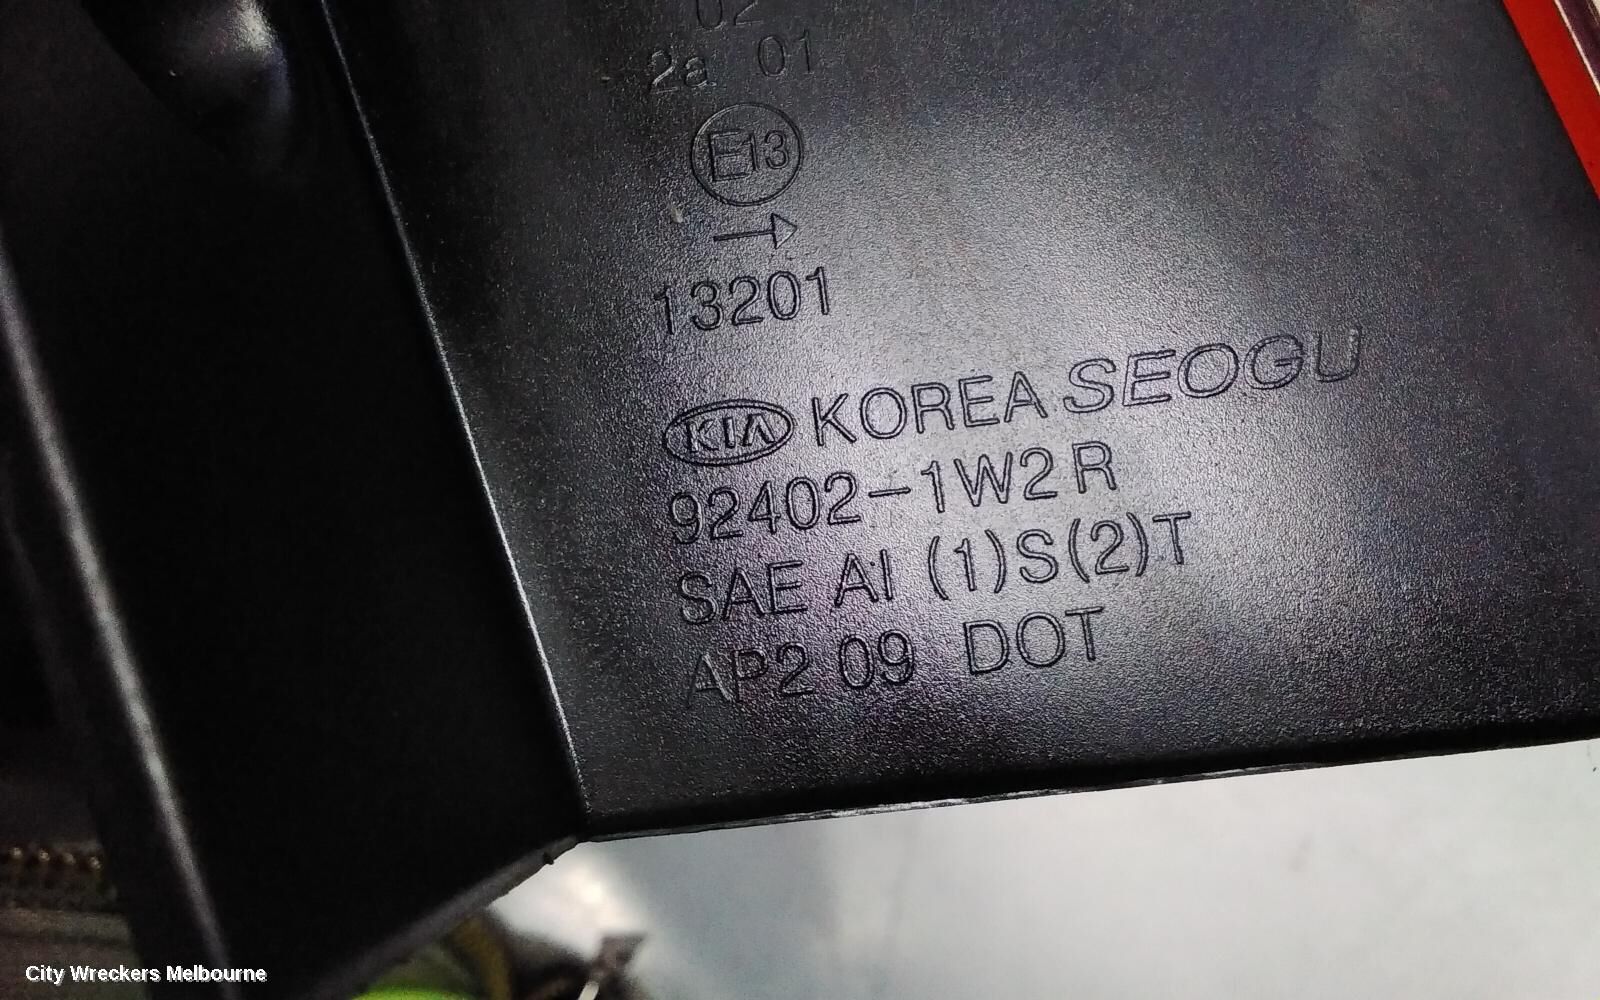 02
2a 01
E13
→
13201
KIA KOREA SEOGU
92402-1W2 R
SAE AI (1)S(2)T
AP2 09 DOT
City Wreckers Melbourne